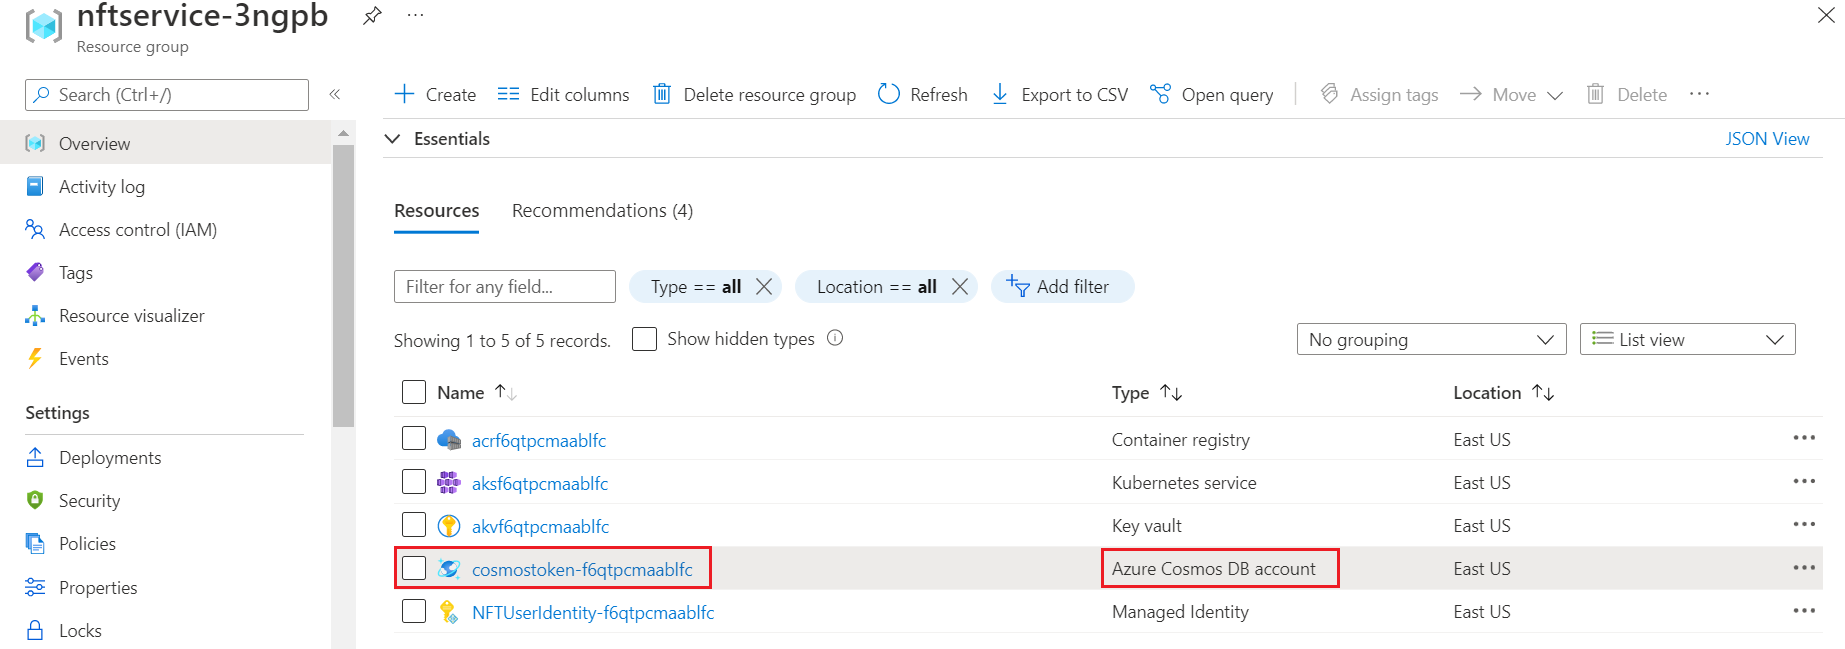 nftservice-3ngpb ···
Resource group
Search (Ctrl+/) «
Create Edit columns Delete resource group Refresh Export to CSV Open query Assign tags Move Delete ···
Overview
Activity log
Access control (IAM)
Tags
Resource visualizer
Events
Settings
Deployments
Security
Policies
Properties
Locks
Essentials JSON View
Resources Recommendations (4)
Filter for any field... Type == all Location == all Add filter
Showing 1 to 5 of 5 records. Show hidden types No grouping List view
Name Type Location
acrf6qtpcmaablfc Container registry East US ···
aksf6qtpcmaablfc Kubernetes service East US ···
akvf6qtpcmaablfc Key vault East US ···
cosmostoken-f6qtpcmaablfc Azure Cosmos DB account East US ···
NFTUserIdentity-f6qtpcmaablfc Managed Identity East US ···